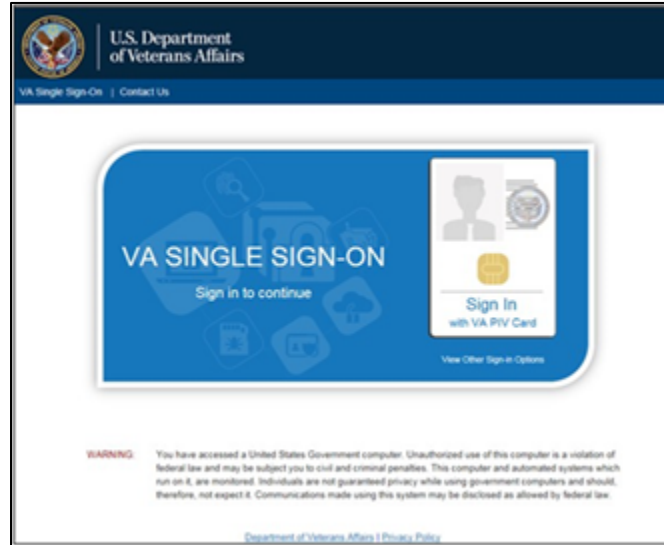 U.S. Department
of Veterans Affairs
VA Single Sign-On | Contact Us
VA SINGLE SIGN-ON
Sign in to continue
Sign In
with VA PIV Card
View Other Sign-in Options
WARNING: You have accessed a United States Government computer. Unauthorized use of this computer is a violation of
federal law and may be subject you to civil and criminal penalties. This computer and automated systems which
run on it, are monitored. Individuals are not guaranteed privacy while using government computers and should,
therefore, not expect it. Communications made using this system may be disclosed as allowed by federal law.
Department of Veterans Affairs | Privacy Policy